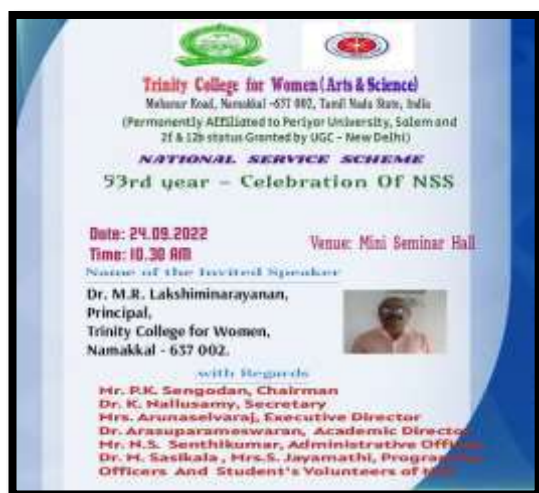 Trinity College for Women (Arts & Science)
Mohanur Road, Namakkal -637 002, Tamil Nadu State, India
(Permanently Affiliated to Periyar University, Salem and
2f & 12b status Granted by UGC - New Delhi)
NATIONAL SERVICE SCHEME
53rd year - Celebration Of NSS
Date: 24.09.2022
Venue: Mini Seminar Hall
Time: 10.30 AM
Name of the Invited Speaker
Dr. M.R. Lakshiminarayanan,
Principal,
Trinity College for Women,
Namakkal - 637 002.
with Regards
Mr. P.K. Sengodan, Chairman
Dr. K. Nallusamy, Secretary
Mrs. Arunaselvaraj, Executive Director
Dr. Arasuparameswaran, Academic Director
Mr. N.S. Senthikumar, Administrative
Dr. M. Sasikala , Mrs.S. Jayamathi,
Officers And Student's Volunteers of